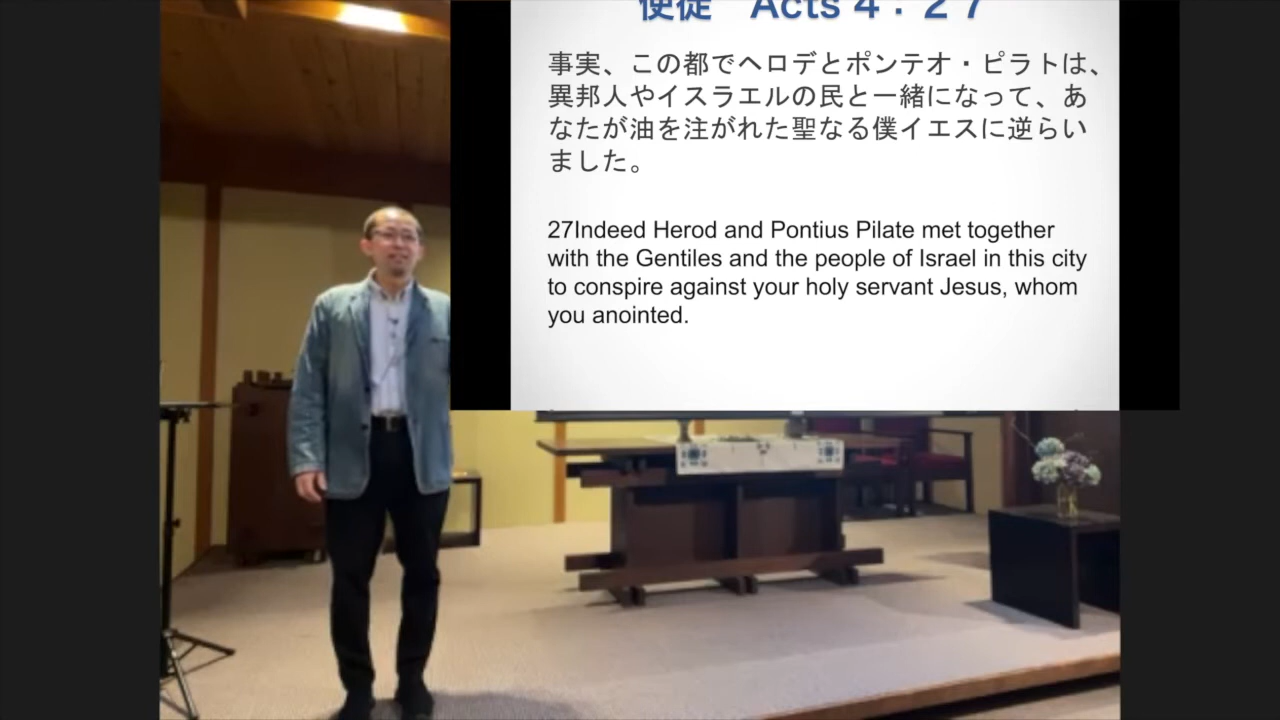 使徒 Acts 4：27
事実、この都でヘロデとポンテオ・ピラトは、
異邦人やイスラエルの民と一緒になって、あ
なたが油を注がれた聖なる僕イエスに逆らい
ました。
27Indeed Herod and Pontius Pilate met together
with the Gentiles and the people of Israel in this city
to conspire against your holy servant Jesus, whom
you anointed.